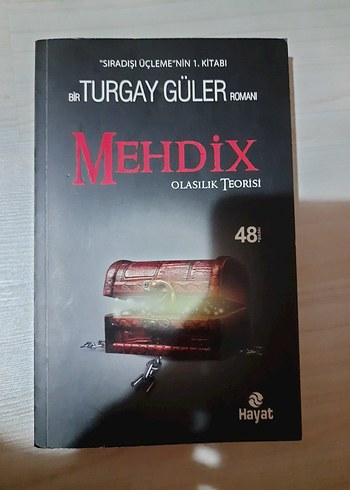 "SIRADIŞI ÜÇLEME"NİN 1. KİTABI
BİR TURGAY GÜLER ROMANI
MEHDİX
OLASILIK TEORİSİ
48
Hayat